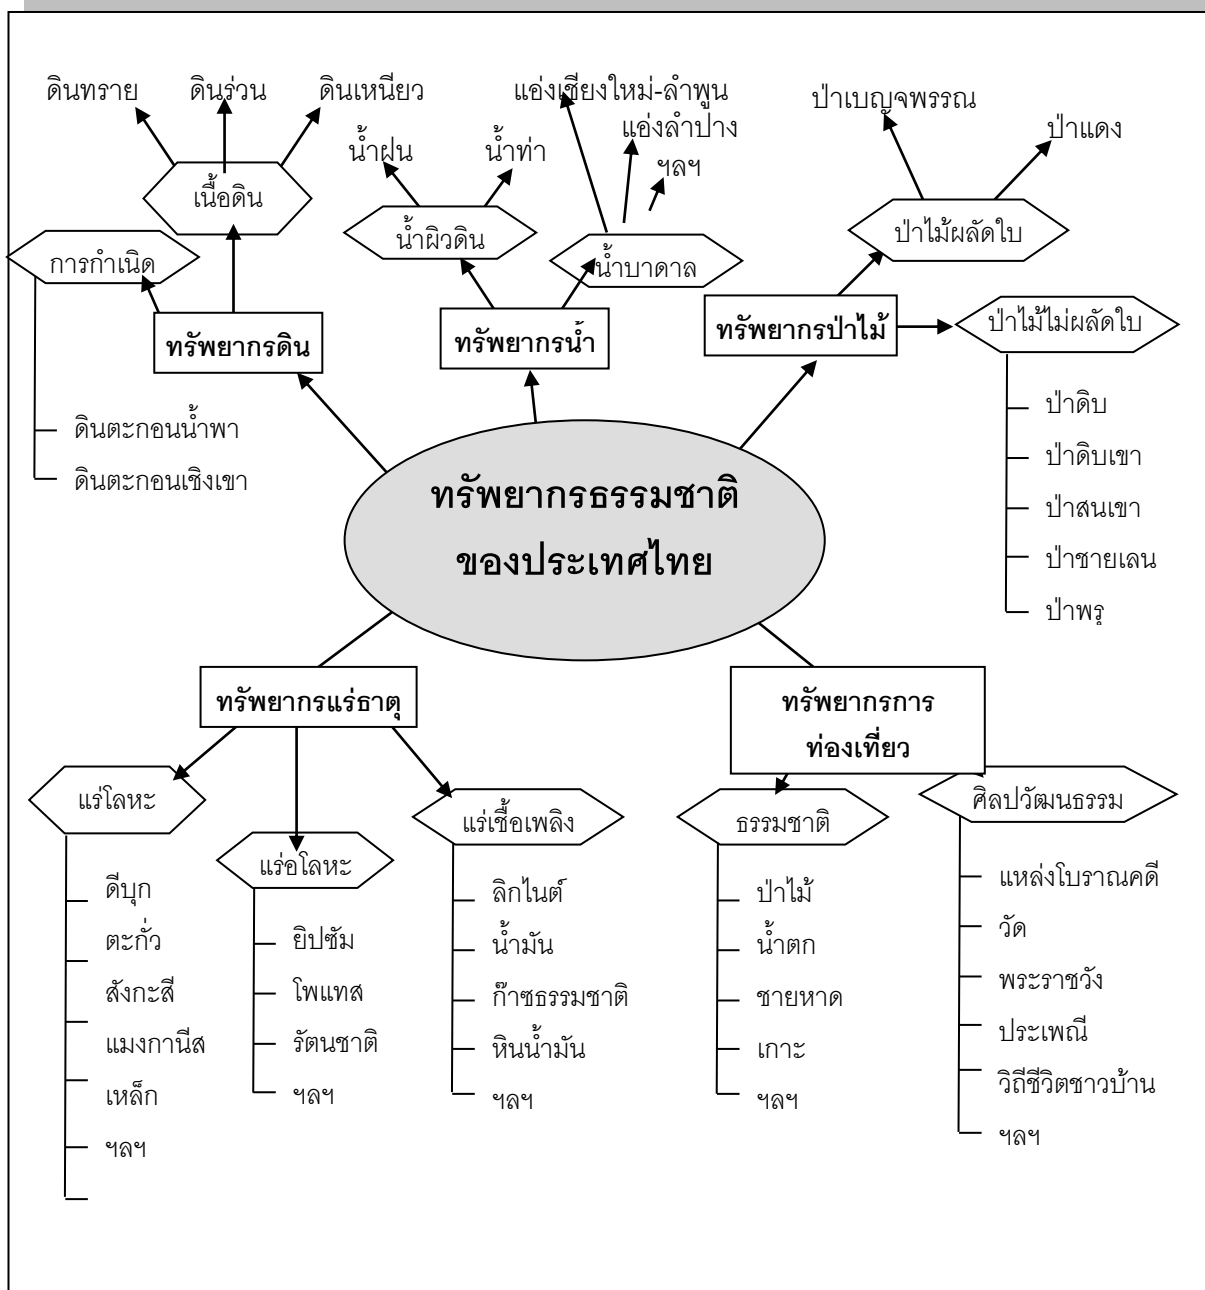 ดินทราย
ดินร่วน
ดินเหนียว
เนื้อดิน
การกำเนิด
ทรัพยากรดิน
ดินตะกอนน้ำพา
ดินตะกอนเชิงเขา
น้ำฝน
น้ำท่า
น้ำผิวดิน
แอ่งเชียงใหม่-ลำพูน
แอ่งลำปาง
ฯลฯ
น้ำบาดาล
ทรัพยากรน้ำ
ป่าเบญจพรรณ
ป่าแดง
ป่าไม้ผลัดใบ
ทรัพยากรป่าไม้
ป่าไม้ไม่ผลัดใบ
ป่าดิบ
ป่าดิบเขา
ป่าสนเขา
ป่าชายเลน
ป่าพรุ
ทรัพยากรธรรมชาติ
ของประเทศไทย
ทรัพยากรแร่ธาตุ
แร่โลหะ
ดีบุก
ตะกั่ว
สังกะสี
แมงกานีส
เหล็ก
ฯลฯ
แร่อโลหะ
ยิปซัม
โพแทส
รัตนชาติ
ฯลฯ
แร่เชื้อเพลิง
ลิกไนต์
น้ำมัน
ก๊าซธรรมชาติ
หินน้ำมัน
ฯลฯ
ทรัพยากรการ
ท่องเที่ยว
ธรรมชาติ
ป่าไม้
น้ำตก
ชายหาด
เกาะ
ฯลฯ
ศิลปวัฒนธรรม
แหล่งโบราณคดี
วัด
พระราชวัง
ประเพณี
วิถีชีวิตชาวบ้าน
ฯลฯ